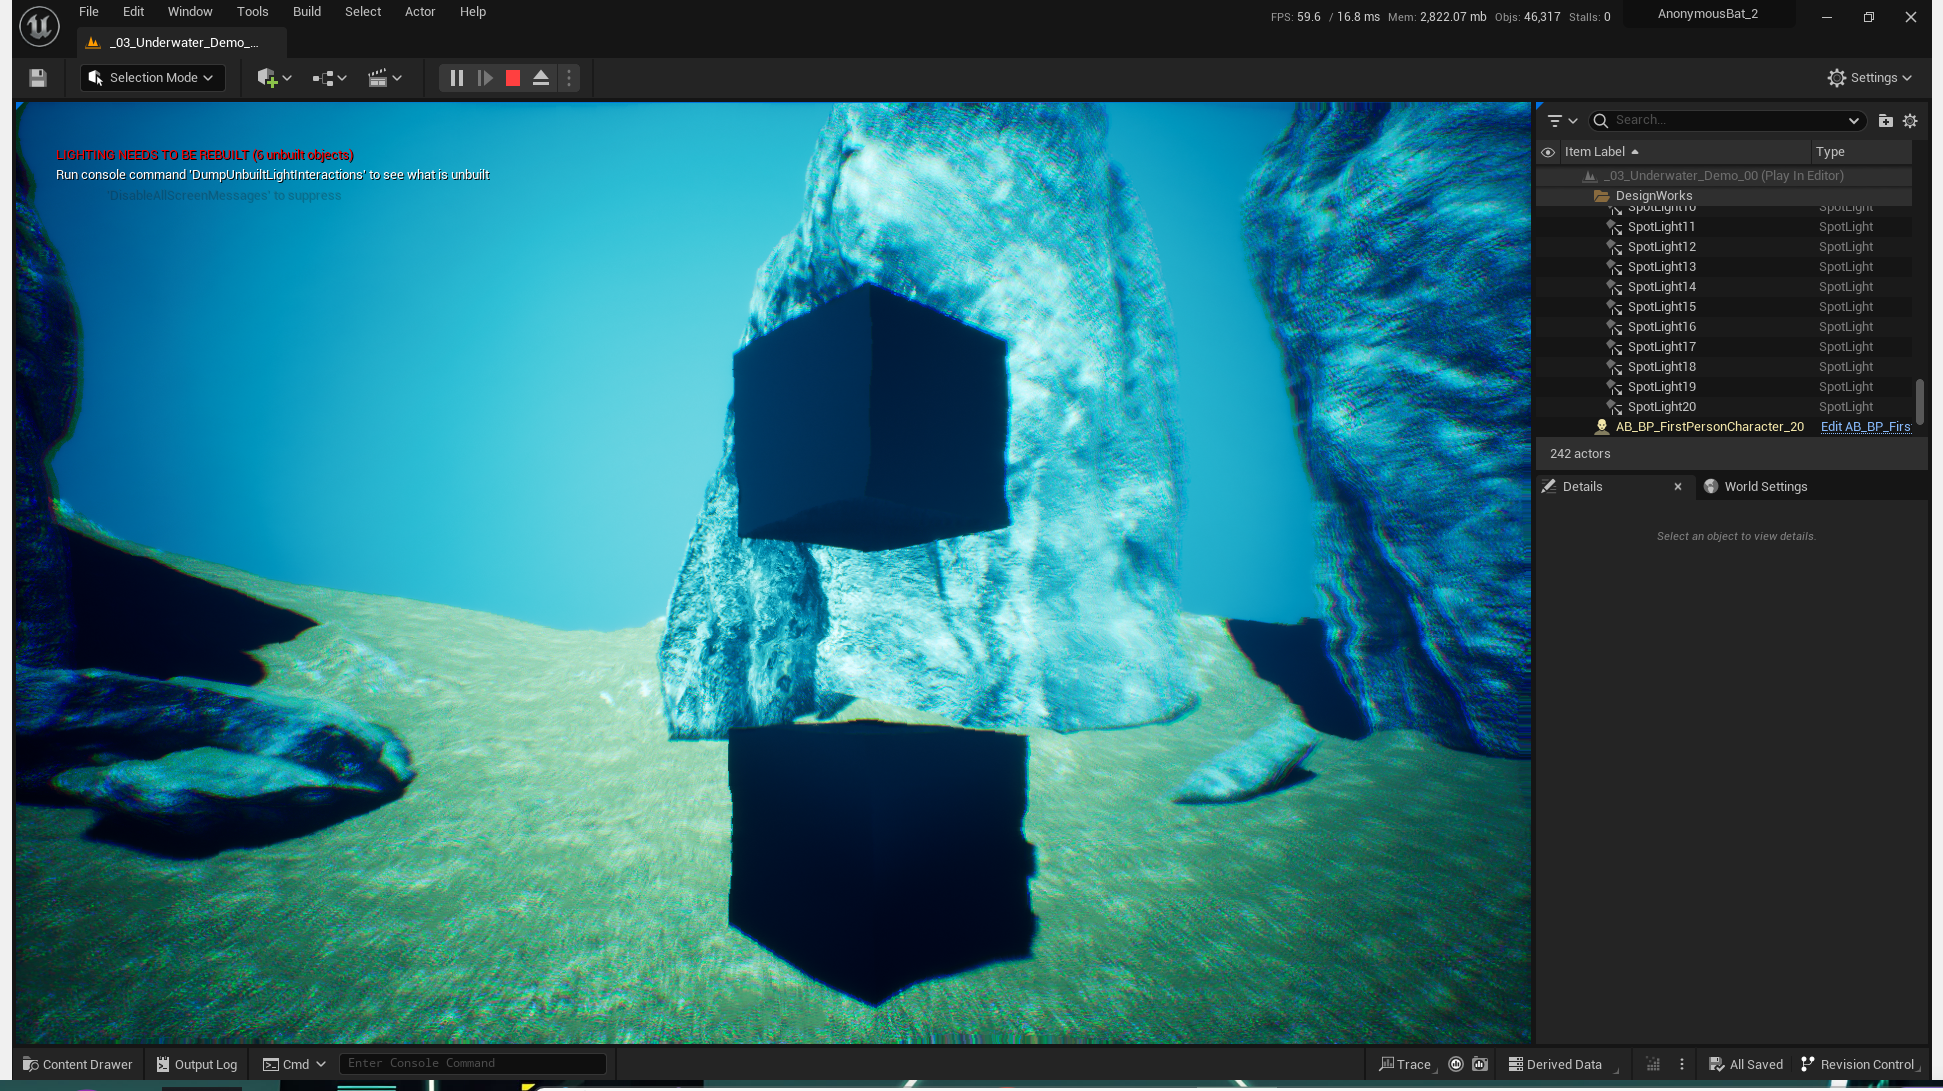 File Edit Window Tools Build Select Actor Help
FPS: 59.6 / 16.8 ms Mem: 2,822.07 mb Objs: 46,317 Stalls: 0
AnonymousBat_2
_03_Underwater_Demo_...
Selection Mode
Settings
LIGHTING NEEDS TO BE REBUILT (6 unbuilt objects)
Run console command 'DumpUnbuiltLightInteractions' to see what is unbuilt
'DisableAllScreenMessages' to suppress
Search...
Item Label Type
_03_Underwater_Demo_00 (Play In Editor)
DesignWorks
SpotLight10 SpotLight
SpotLight11 SpotLight
SpotLight12 SpotLight
SpotLight13 SpotLight
SpotLight14 SpotLight
SpotLight15 SpotLight
SpotLight16 SpotLight
SpotLight17 SpotLight
SpotLight18 SpotLight
SpotLight19 SpotLight
SpotLight20 SpotLight
AB_BP_FirstPersonCharacter_20 Edit AB_BP_Firs
242 actors
Details World Settings
Select an object to view details.
Content Drawer Output Log Cmd Enter Console Command
Trace Derived Data All Saved Revision Control